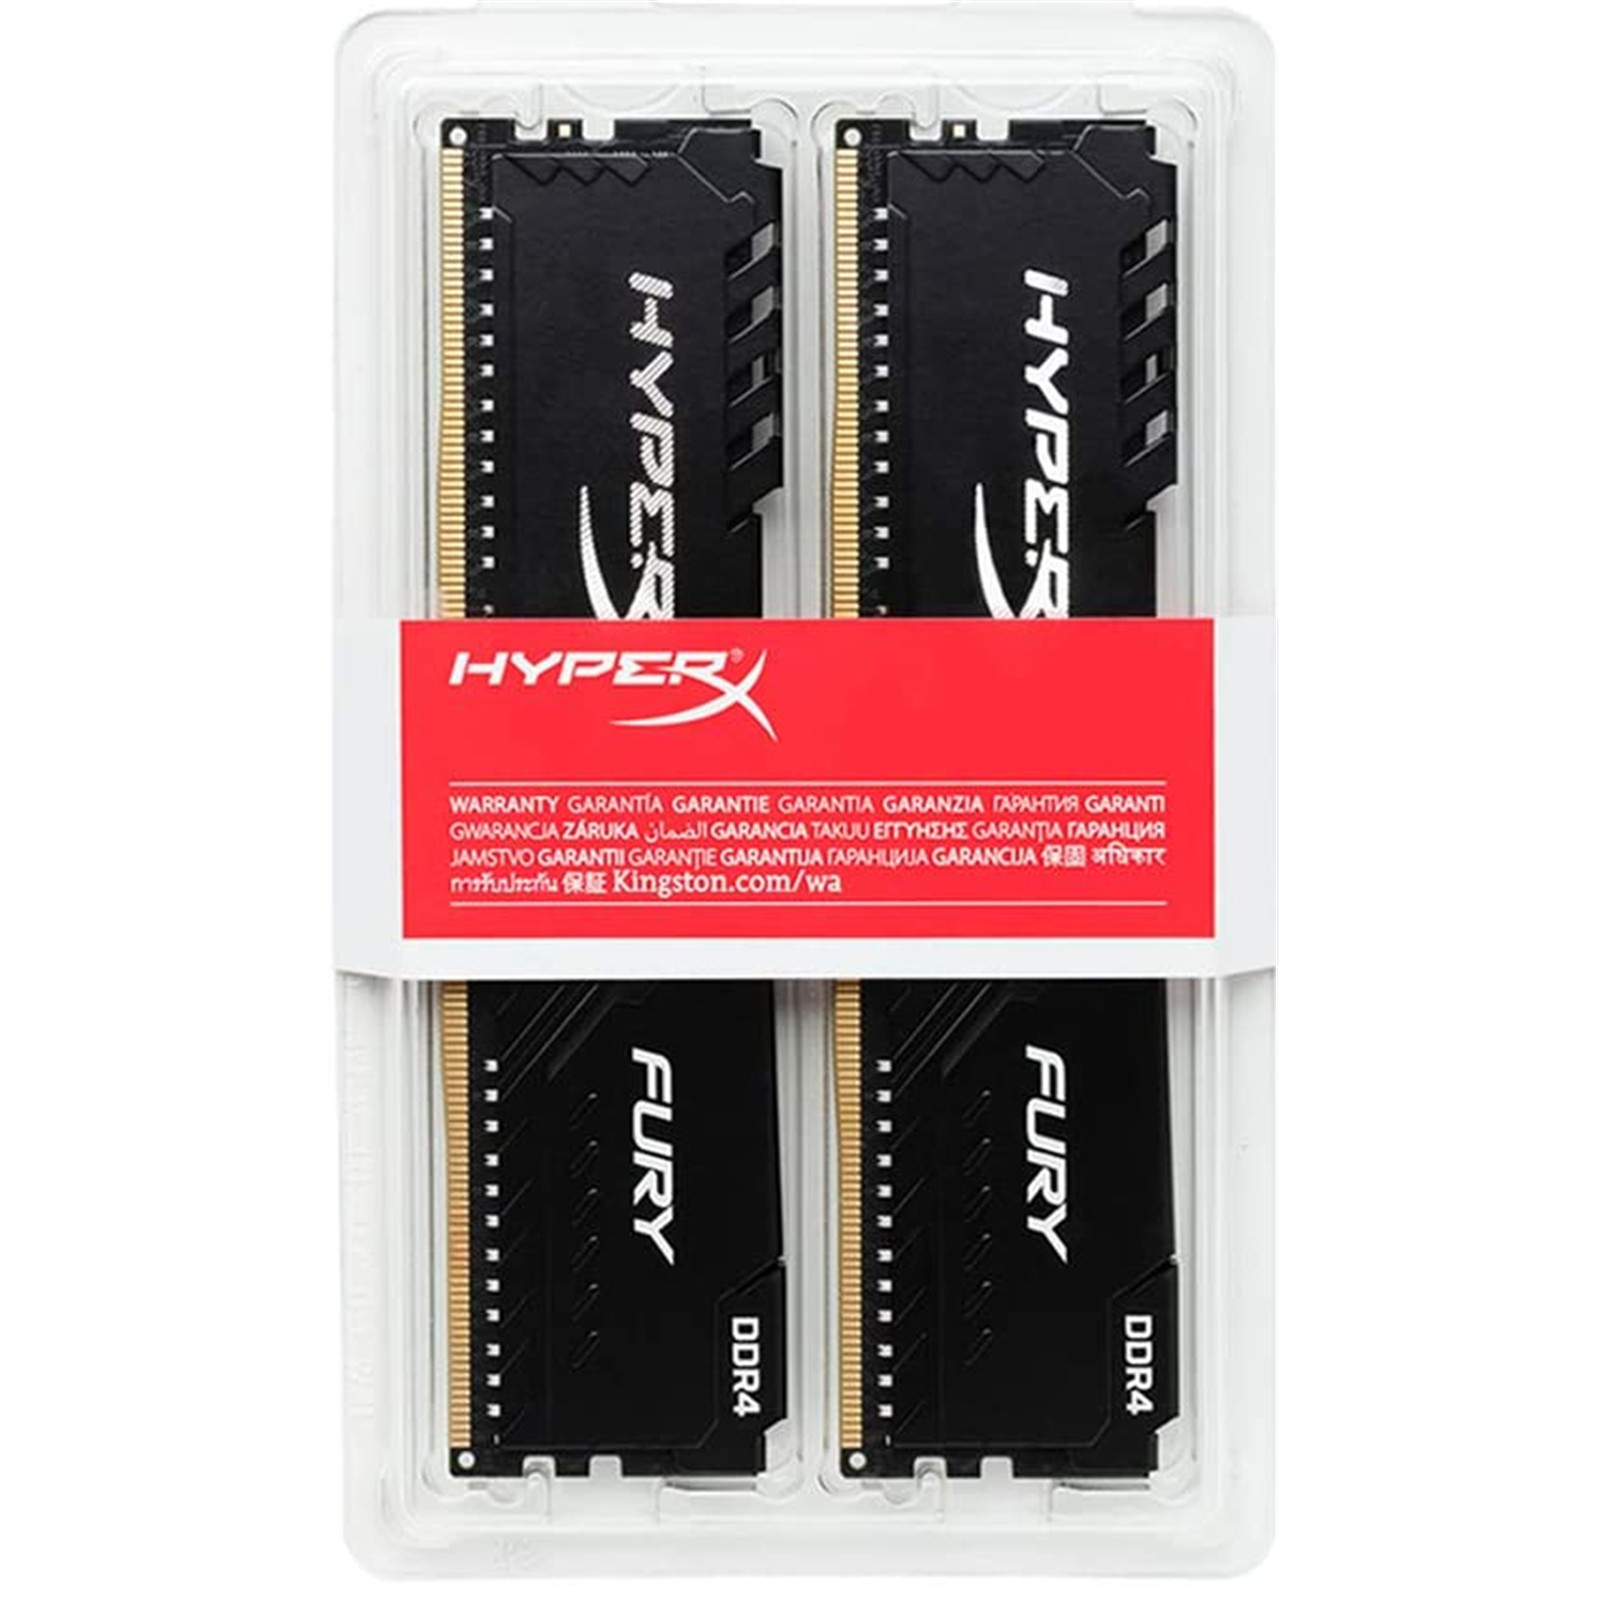 HYPERX
HYPERX
HYPERX®
WARRANTY GARANTÍA GARANTIE GARANTIA GARANZIA ГАРАНТИЯ GARANTI
GWARANCJA ZÁRUKA الضمان GARANCIA TAKUU ΕΓΓΥΗΣΗΣ GARANȚIA ГАРАНЦИЯ
JAMSTVO GARANTII GARANȚIE GARANTIJA ГАРАНЦИЈА GARANCIJA 保固 अधिकार
การรับประกัน 保証 Kingston.com/wa
FURY
FURY
DDR4
DDR4